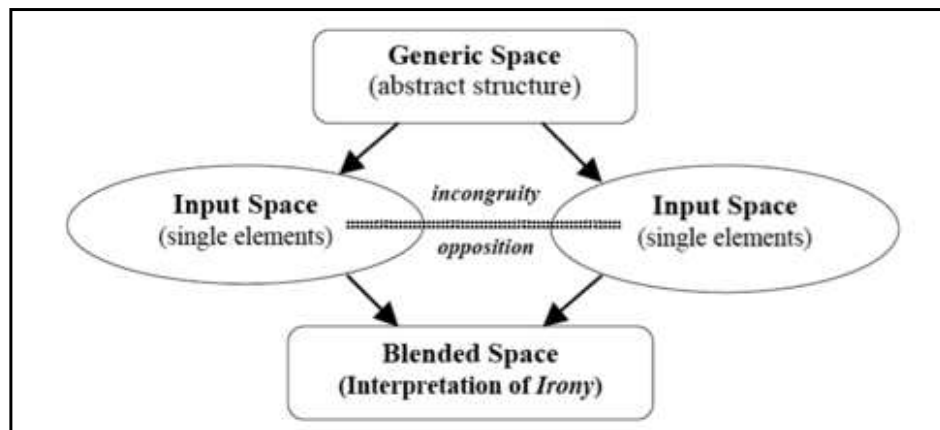 Generic Space
(abstract structure)
incongruity
Input Space
(single elements)
Input Space
(single elements)
opposition
Blended Space
(Interpretation of Irony)